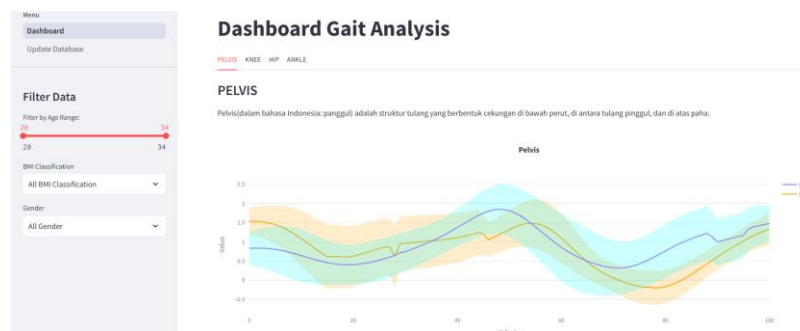 Menu
Dashboard
Update Database
Filter Data
Filter by Age Range:
28 34
28 34
BMI Classification
All BMI Classification
Gender
All Gender
Dashboard Gait Analysis
PELVIS KNEE HIP ANKLE
PELVIS
Pelvis(dalam bahasa Indonesia: panggul) adalah struktur tulang yang berbentuk cekungan di bawah perut, di antara tulang pinggul, dan di atas paha.
Pelvis
Value
2.5
2
1.5
1
0.5
0
−0.5
0 20 40 60 80 100